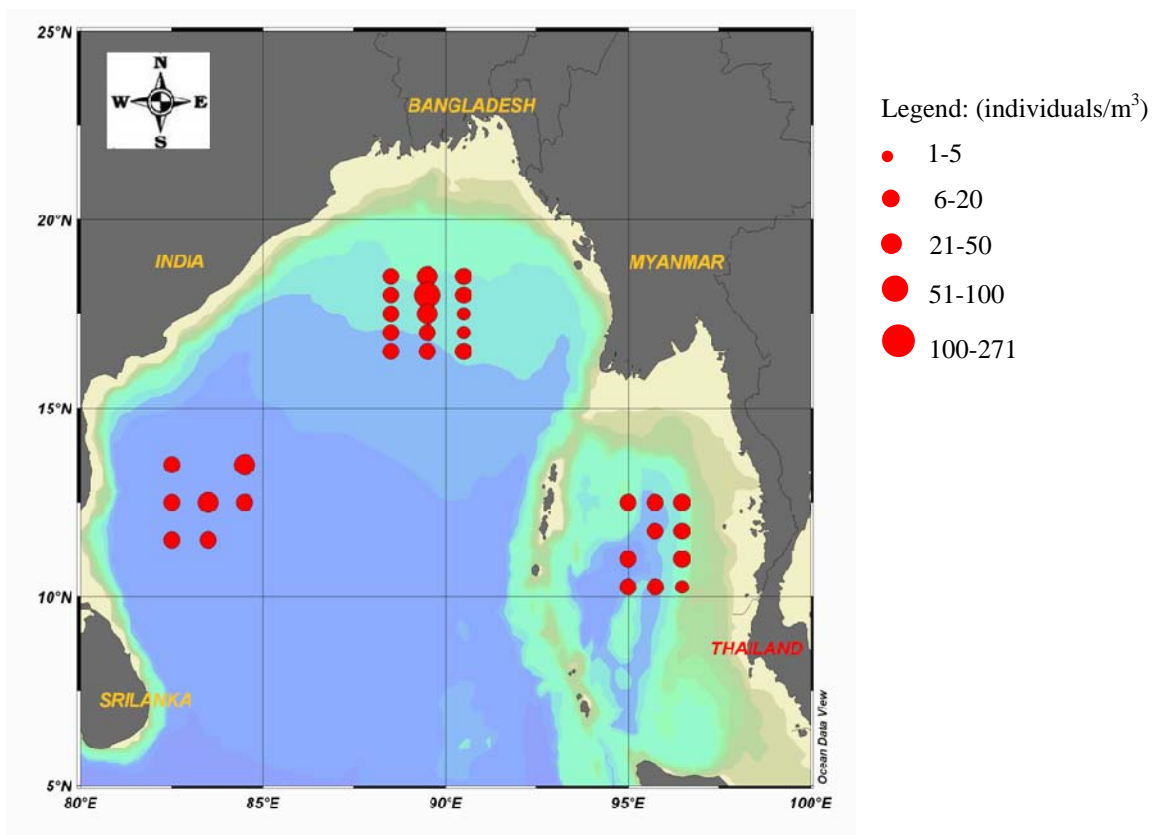 25°N
N
W E
S
BANGLADESH
20°N
INDIA
MYANMAR
15°N
10°N
THAILAND
SRILANKA
Ocean Data View
5°N
80°E 85°E 90°E 95°E 100°E
Legend: (individuals/m³)
1-5
6-20
21-50
51-100
100-271